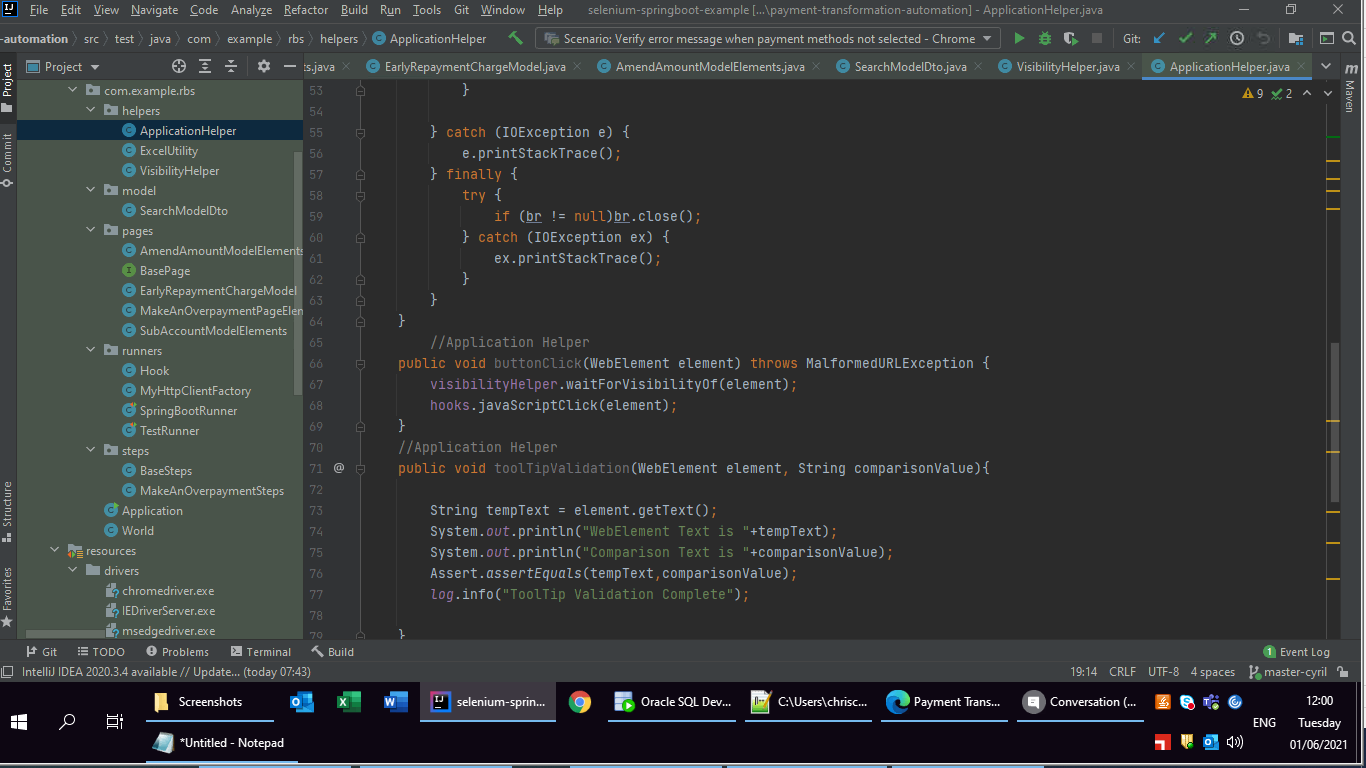 File Edit View Navigate Code Analyze Refactor Build Run Tools Git Window Help selenium-springboot-example [...\payment-transformation-automation] - ApplicationHelper.java
-automation src test java com example rbs helpers ApplicationHelper Scenario: Verify error message when payment methods not selected - Chrome Git:
Project s.java EarlyRepaymentChargeModel.java AmendAmountModelElements.java SearchModelDto.java VisibilityHelper.java ApplicationHelper.java
9 2
Project
Commit
Structure
Favorites
Maven
com.example.rbs
helpers
ApplicationHelper
ExcelUtility
VisibilityHelper
model
SearchModelDto
pages
AmendAmountModelElements
BasePage
EarlyRepaymentChargeModel
MakeAnOverpaymentPageElen
SubAccountModelElements
runners
Hook
MyHttpClientFactory
SpringBootRunner
TestRunner
steps
BaseSteps
MakeAnOverpaymentSteps
Application
World
resources
drivers
chromedriver.exe
IEDriverServer.exe
msedgedriver.exe
53 }
54
55 } catch (IOException e) {
56 e.printStackTrace();
57 } finally {
58 try {
59 if (br != null)br.close();
60 } catch (IOException ex) {
61 ex.printStackTrace();
62 }
63 }
64 }
65 //Application Helper
66 public void buttonClick(WebElement element) throws MalformedURLException {
67 visibilityHelper.waitForVisibilityOf(element);
68 hooks.javaScriptClick(element);
69 }
70 //Application Helper
71 @ public void toolTipValidation(WebElement element, String comparisonValue){
72
73 String tempText = element.getText();
74 System.out.println("WebElement Text is "+tempText);
75 System.out.println("Comparison Text is "+comparisonValue);
76 Assert.assertEquals(tempText,comparisonValue);
77 log.info("ToolTip Validation Complete");
78
79 }
Git TODO Problems Terminal Build 1 Event Log
IntelliJ IDEA 2020.3.4 available // Update... (today 07:43) 19:14 CRLF UTF-8 4 spaces master-cyril
Screenshots selenium-sprin... Oracle SQL Dev... C:\Users\chrisc... Payment Trans... Conversation (...
*Untitled - Notepad
ENG
12:00
Tuesday
01/06/2021